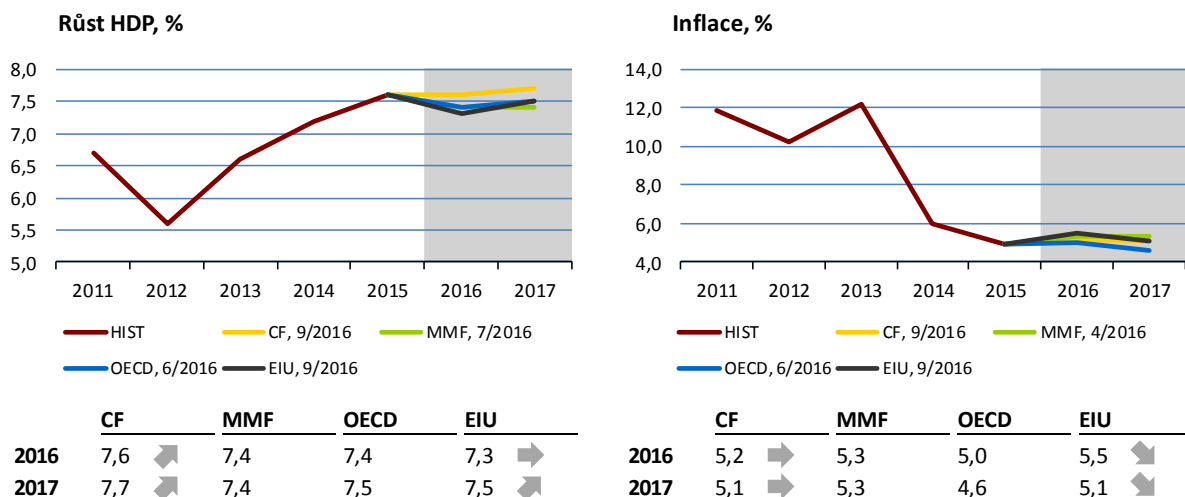 Růst HDP, %
8,0
7,5
7,0
6,5
6,0
5,5
5,0
2011 2012 2013 2014 2015 2016 2017
HIST CF, 9/2016 MMF, 7/2016
OECD, 6/2016 EIU, 9/2016
CF MMF OECD EIU
2016 7,6 7,4 7,4 7,3
2017 7,7 7,4 7,5 7,5
Inflace, %
14,0
12,0
10,0
8,0
6,0
4,0
2011 2012 2013 2014 2015 2016 2017
HIST CF, 9/2016 MMF, 4/2016
OECD, 6/2016 EIU, 9/2016
CF MMF OECD EIU
2016 5,2 5,3 5,0 5,5
2017 5,1 5,3 4,6 5,1